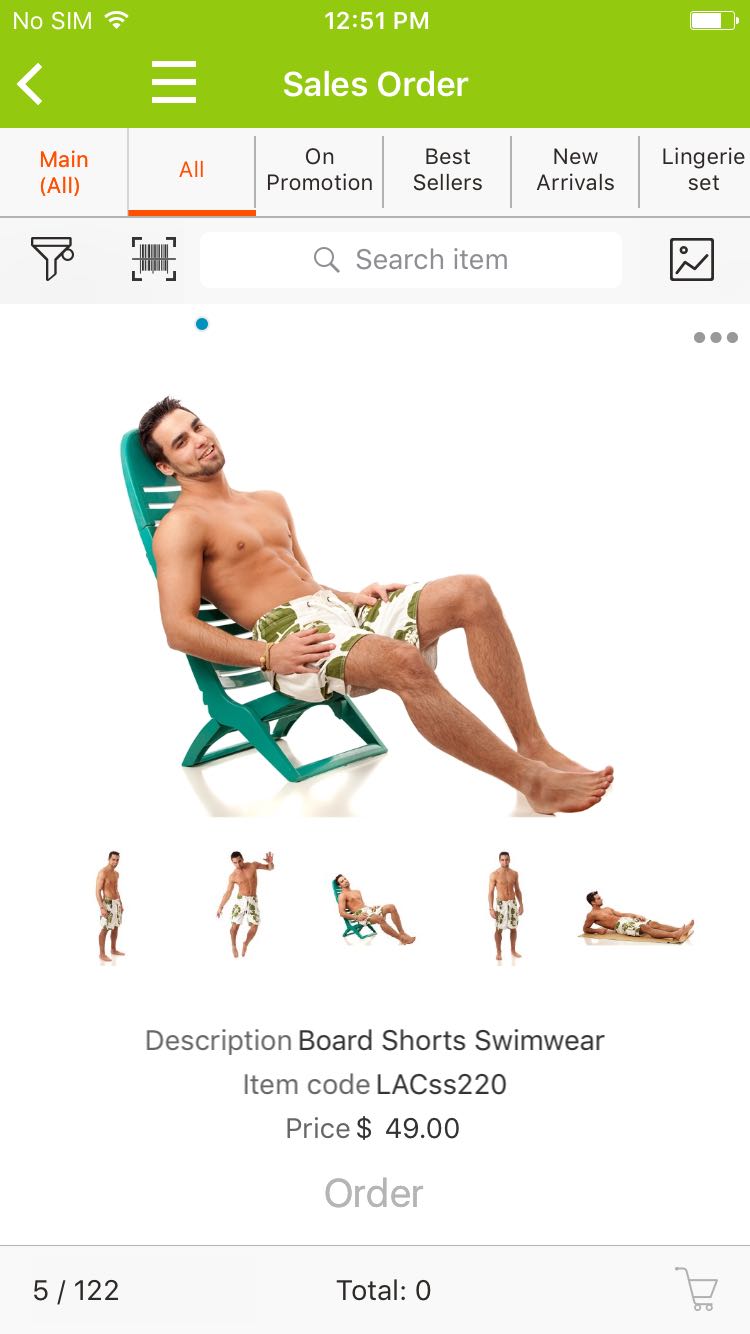 No SIM 12:51 PM
Sales Order
Main
(All)
All
On
Promotion
Best
Sellers
New
Arrivals
Lingerie
set
Search item
Description Board Shorts Swimwear
Item code LACss220
Price $ 49.00
Order
5 / 122 Total: 0